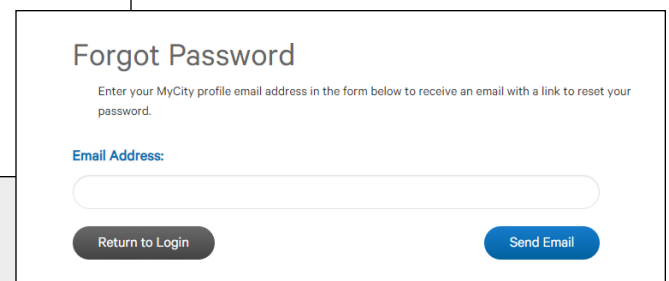 Forgot Password
Enter your MyCity profile email address in the form below to receive an email with a link to reset your
password.
Email Address:
Return to Login
Send Email